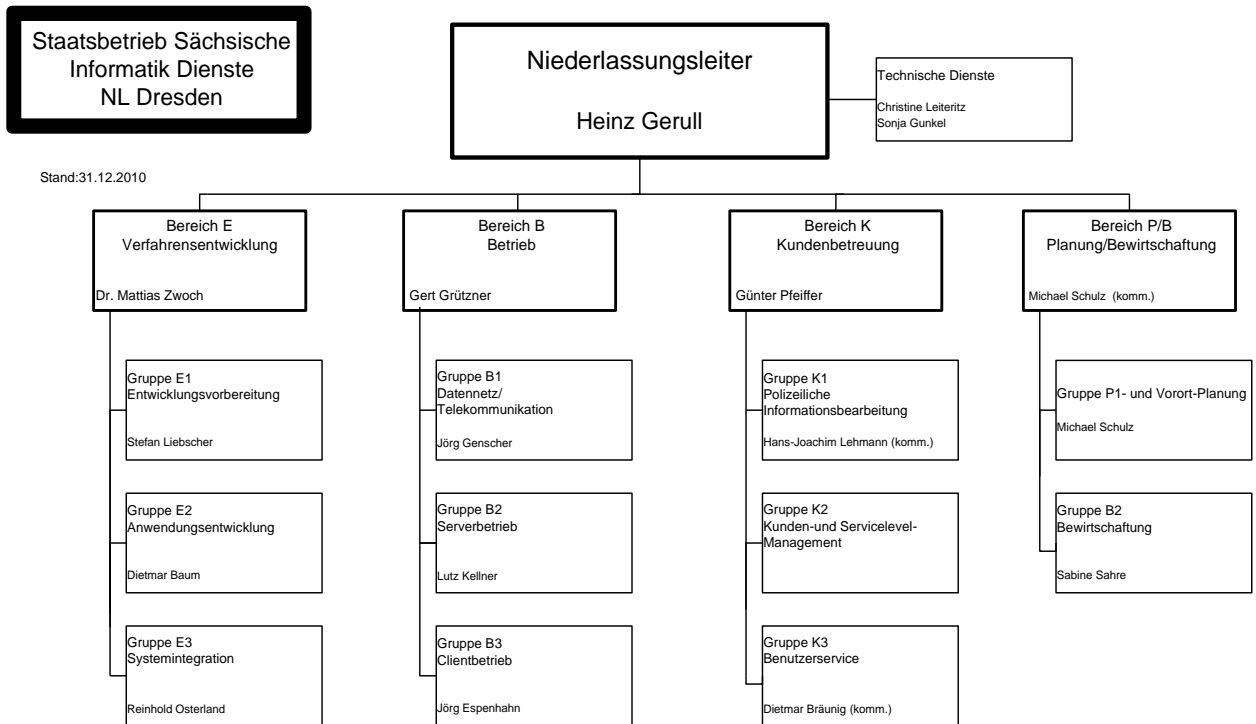 Staatsbetrieb Sächsische
Informatik Dienste
NL Dresden
Niederlassungsleiter
Heinz Gerull
Technische Dienste
Christine Leiteritz
Sonja Gunkel
Stand:31.12.2010
Bereich E
Verfahrensentwicklung
Dr. Mattias Zwoch
Bereich B
Betrieb
Gert Grützner
Bereich K
Kundenbetreuung
Günter Pfeiffer
Bereich P/B
Planung/Bewirtschaftung
Michael Schulz (komm.)
Gruppe E1
Entwicklungsvorbereitung
Stefan Liebscher
Gruppe B1
Datennetz/
Telekommunikation
Jörg Genscher
Gruppe K1
Polizeiliche
Informationsbearbeitung
Hans-Joachim Lehmann (komm.)
Gruppe P1- und Vorort-Planung
Michael Schulz
Gruppe E2
Anwendungsentwicklung
Dietmar Baum
Gruppe B2
Serverbetrieb
Lutz Kellner
Gruppe K2
Kunden-und Servicelevel-
Management
Gruppe B2
Bewirtschaftung
Sabine Sahre
Gruppe E3
Systemintegration
Reinhold Osterland
Gruppe B3
Clientbetrieb
Jörg Espenhahn
Gruppe K3
Benutzerservice
Dietmar Bräunig (komm.)